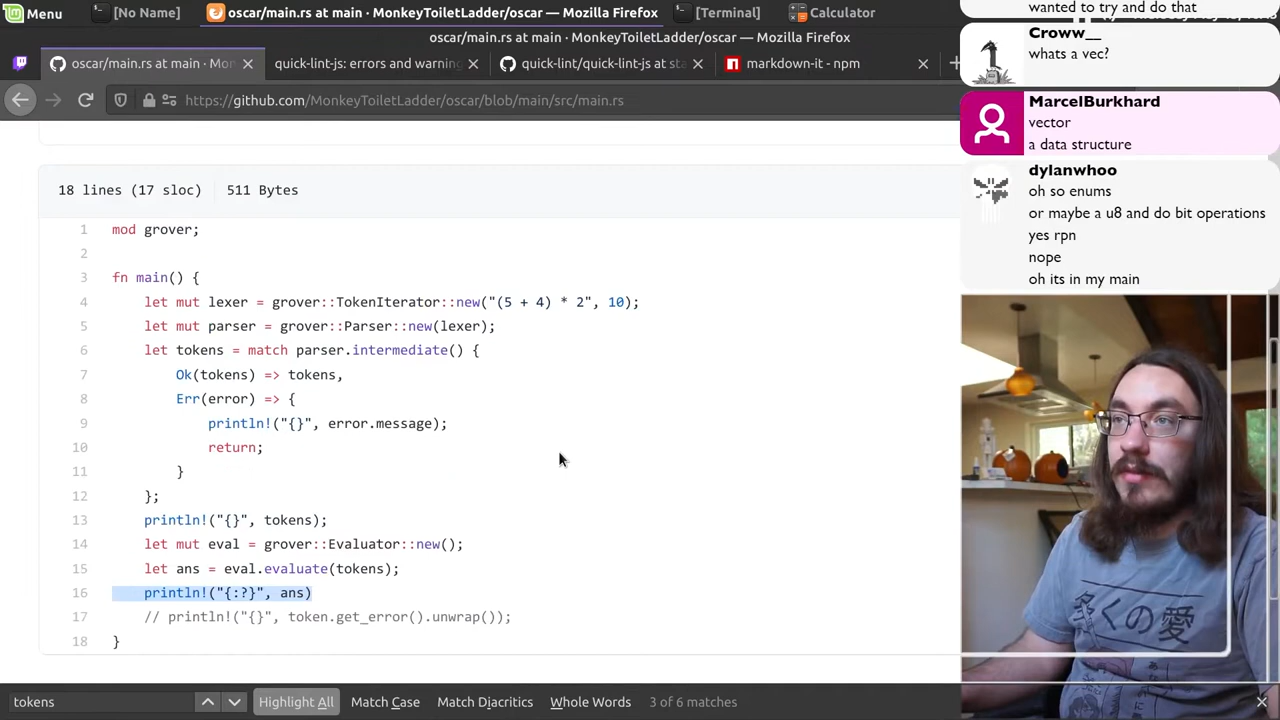 Menu
[No Name]
oscar/main.rs at main · MonkeyToiletLadder/oscar — Mozilla Firefox
[Terminal]
Calculator
oscar/main.rs at main · MonkeyToiletLadder/oscar — Mozilla Firefox
oscar/main.rs at main · Mon
quick-lint-js: errors and warning
quick-lint/quick-lint-js at sta
markdown-it - npm
https://github.com/MonkeyToiletLadder/oscar/blob/main/src/main.rs
18 lines (17 sloc)
511 Bytes
1 mod grover;
2
3 fn main() {
4 let mut lexer = grover::TokenIterator::new("(5 + 4) * 2", 10);
5 let mut parser = grover::Parser::new(lexer);
6 let tokens = match parser.intermediate() {
7 Ok(tokens) => tokens,
8 Err(error) => {
9 println!("{}", error.message);
10 return;
11 }
12 };
13 println!("{}", tokens);
14 let mut eval = grover::Evaluator::new();
15 let ans = eval.evaluate(tokens);
16 println!("{:?}", ans)
17 // println!("{}", token.get_error().unwrap());
18 }
wanted to try and do that
Croww__
whats a vec?
MarcelBurkhard
vector
a data structure
dylanwhoo
oh so enums
or maybe a u8 and do bit operations
yes rpn
nope
oh its in my main
多くの愛
tokens
Highlight All
Match Case
Match Diacritics
Whole Words
3 of 6 matches